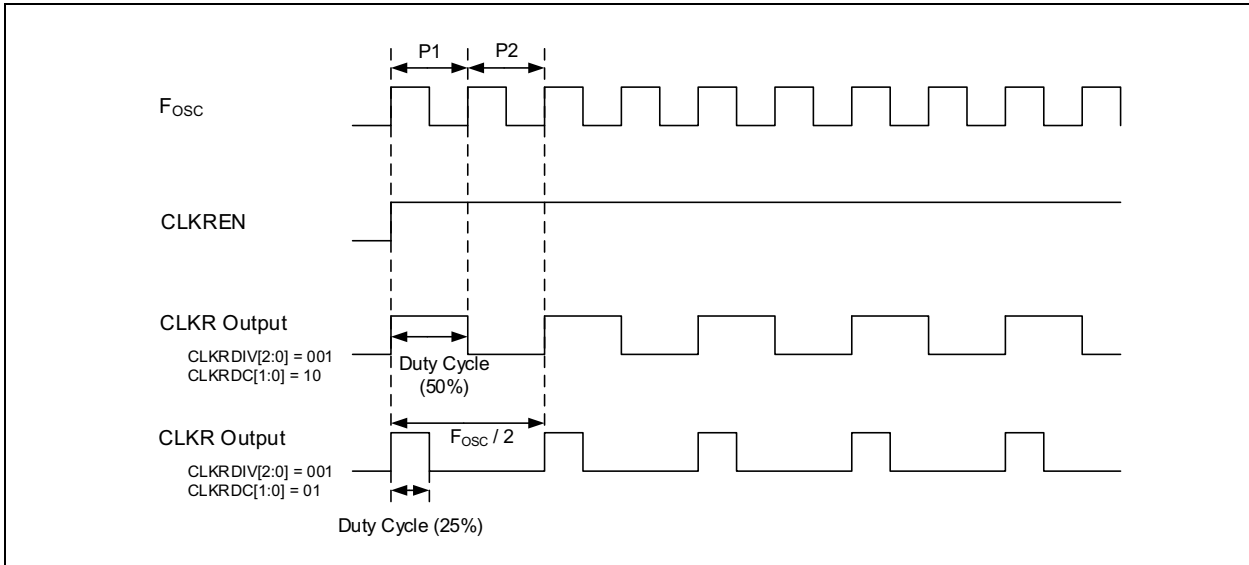 P1 P2
FOSC
CLKREN
CLKR Output
CLKRDIV[2:0] = 001
CLKRDC[1:0] = 10
Duty Cycle
(50%)
FOSC / 2
CLKR Output
CLKRDIV[2:0] = 001
CLKRDC[1:0] = 01
Duty Cycle (25%)